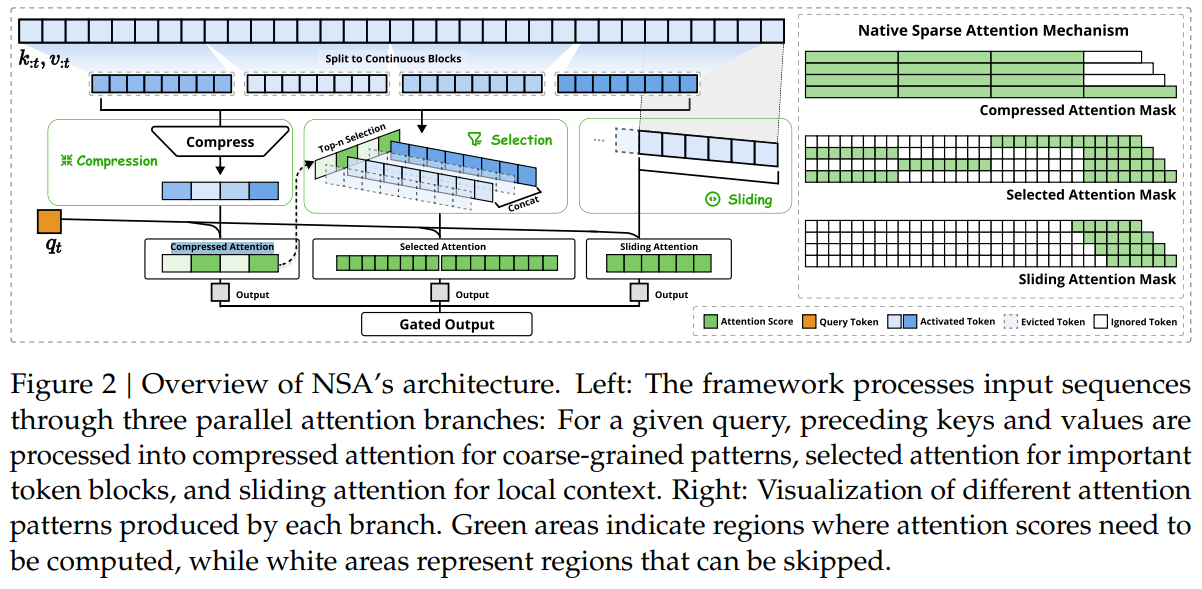 k:t, v:t
Split to Continuous Blocks
Compression
Compress
Top-n Selection
Selection
Concat
...
Sliding
qt
Compressed Attention
Selected Attention
Sliding Attention
Output
Output
Output
Gated Output
Native Sparse Attention Mechanism
Compressed Attention Mask
Selected Attention Mask
Sliding Attention Mask
Attention Score
Query Token
Activated Token
Evicted Token
Ignored Token
Figure 2 | Overview of NSA’s architecture. Left: The framework processes input sequences
through three parallel attention branches: For a given query, preceding keys and values are
processed into compressed attention for coarse-grained patterns, selected attention for important
token blocks, and sliding attention for local context. Right: Visualization of different attention
patterns produced by each branch. Green areas indicate regions where attention scores need to
be computed, while white areas represent regions that can be skipped.